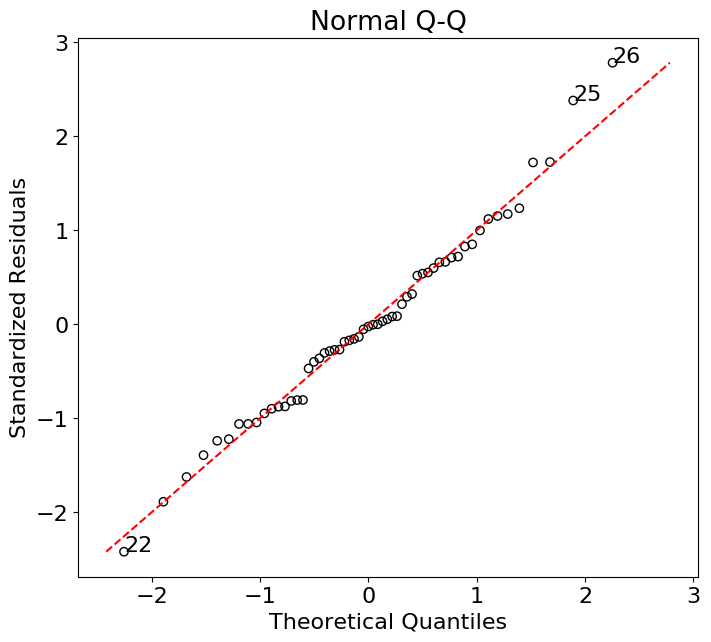 Normal Q-Q
3
2
1
0
−1
−2
Standardized Residuals
26
25
22
−2 −1 0 1 2 3
Theoretical Quantiles